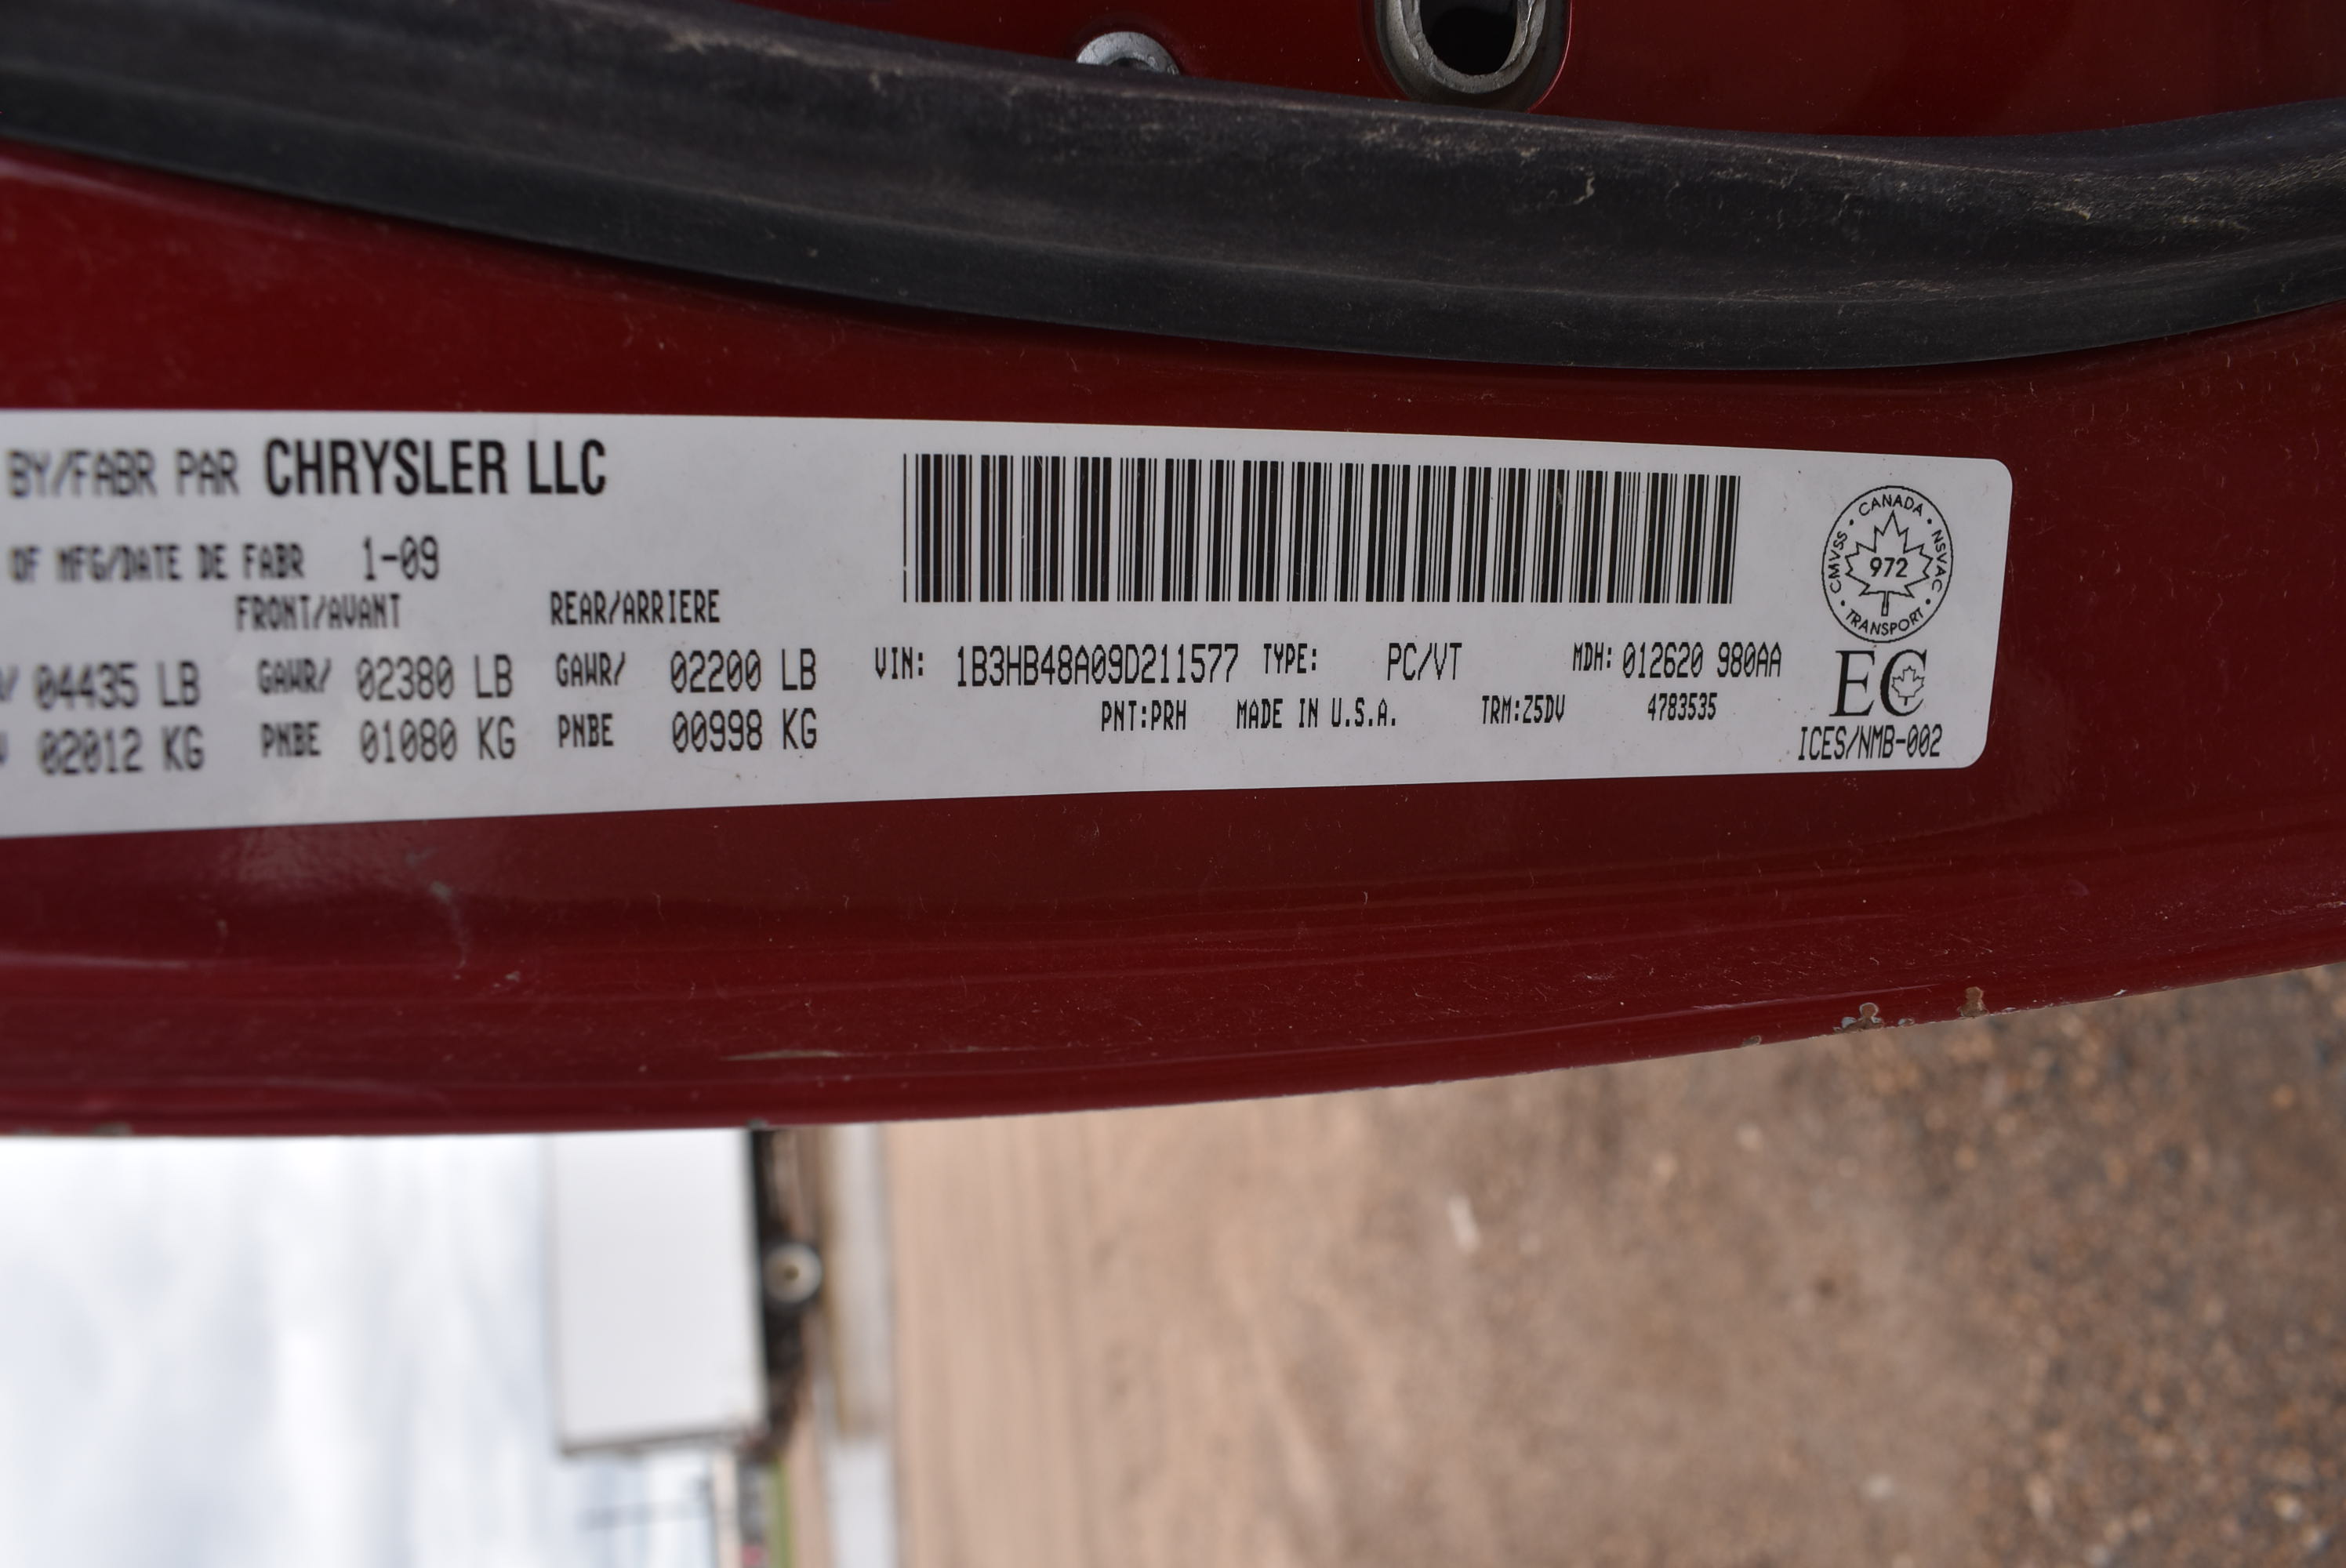 BY/FABR PAR CHRYSLER LLC
OF MFG/DATE DE FABR 1-09
FRONT/AVANT REAR/ARRIERE
04435 LB GAWR/ 02380 LB GAWR/ 02200 LB
02012 KG PNBE 01080 KG PNBE 00998 KG
VIN: 1B3HB48A09D211577 TYPE: PC/VT MDH: 012620 980AA
PNT:PRH MADE IN U.S.A. TRM:Z5DV 4783535
CANADA
CMVSS 972 NSVAC
TRANSPORT
EC
ICES/NMB-002